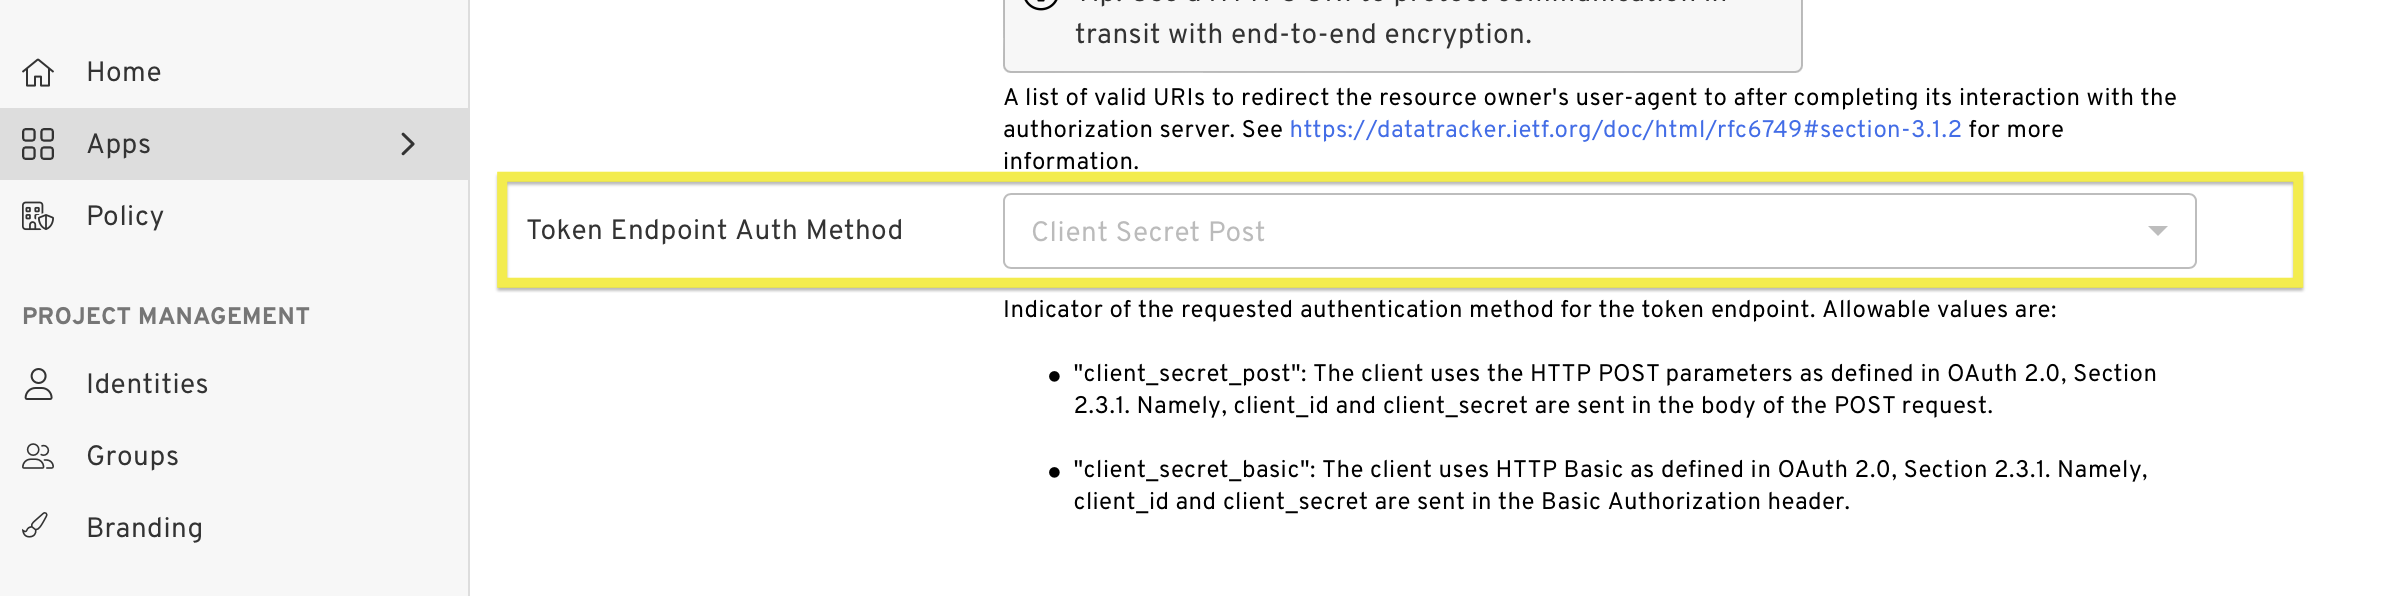 Home
Apps
Policy
PROJECT MANAGEMENT
Identities
Groups
Branding
transit with end-to-end encryption.
A list of valid URIs to redirect the resource owner's user-agent to after completing its interaction with the
authorization server. See https://datatracker.ietf.org/doc/html/rfc6749#section-3.1.2 for more
information.
Token Endpoint Auth Method
Client Secret Post
Indicator of the requested authentication method for the token endpoint. Allowable values are:
• "client_secret_post": The client uses the HTTP POST parameters as defined in OAuth 2.0, Section
2.3.1. Namely, client_id and client_secret are sent in the body of the POST request.
• "client_secret_basic": The client uses HTTP Basic as defined in OAuth 2.0, Section 2.3.1. Namely,
client_id and client_secret are sent in the Basic Authorization header.